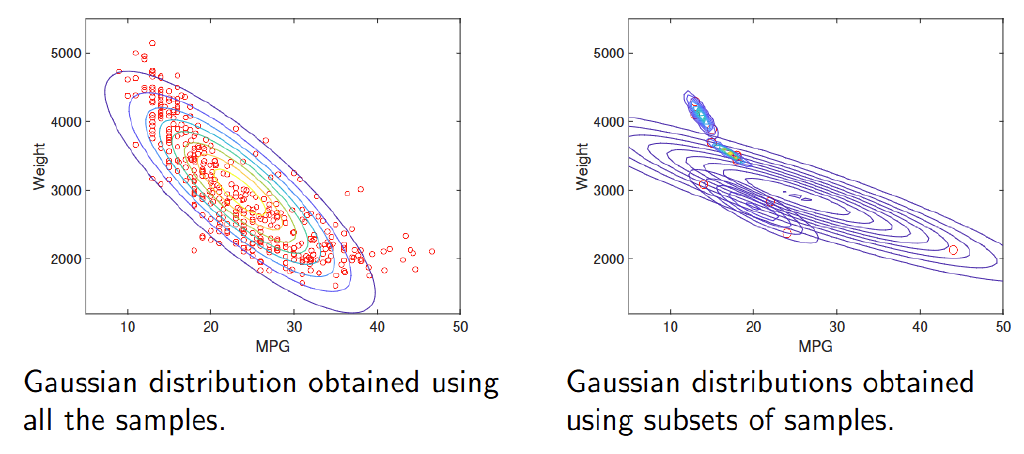 5000
4000
3000
2000
Weight
10 20 30 40 50
MPG
Gaussian distribution obtained using
all the samples.
5000
4000
3000
2000
Weight
10 20 30 40 50
MPG
Gaussian distributions obtained
using subsets of samples.